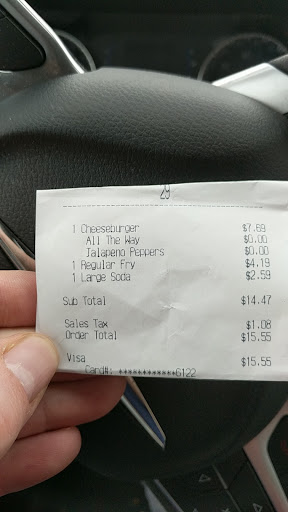 29
1 Cheeseburger $7.69
All The Way $0.00
Jalapeno Peppers $0.00
1 Regular Fry $4.19
1 Large Soda $2.59
Sub Total $14.47
Sales Tax $1.08
Order Total $15.55
Visa $15.55
Card#: ************6122